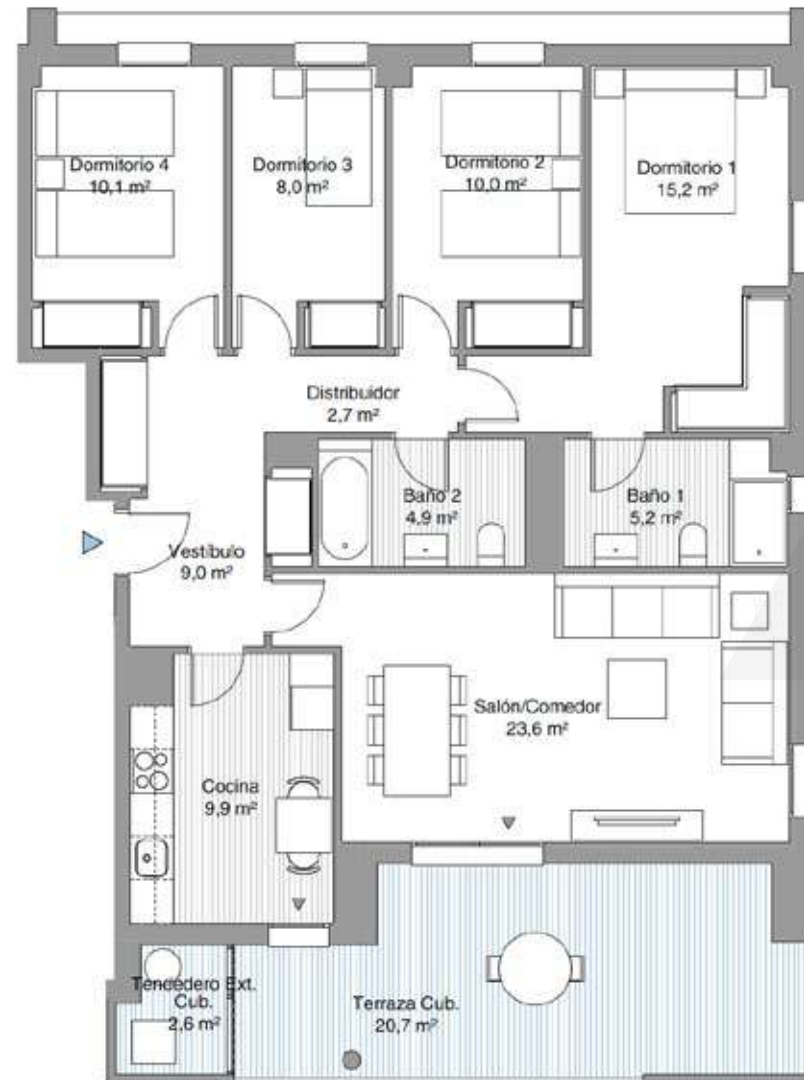 Dormitorio 4
10,1 m²
Dormitorio 3
8,0 m²
Dormitorio 2
10,0 m²
Dormitorio 1
15,2 m²
Distribuidor
2,7 m²
Baño 2
4,9 m²
Baño 1
5,2 m²
Vestíbulo
9,0 m²
Salón/Comedor
23,6 m²
Cocina
9,9 m²
Tencedero Ext.
Cub.
2,6 m²
Terraza Cub.
20,7 m²